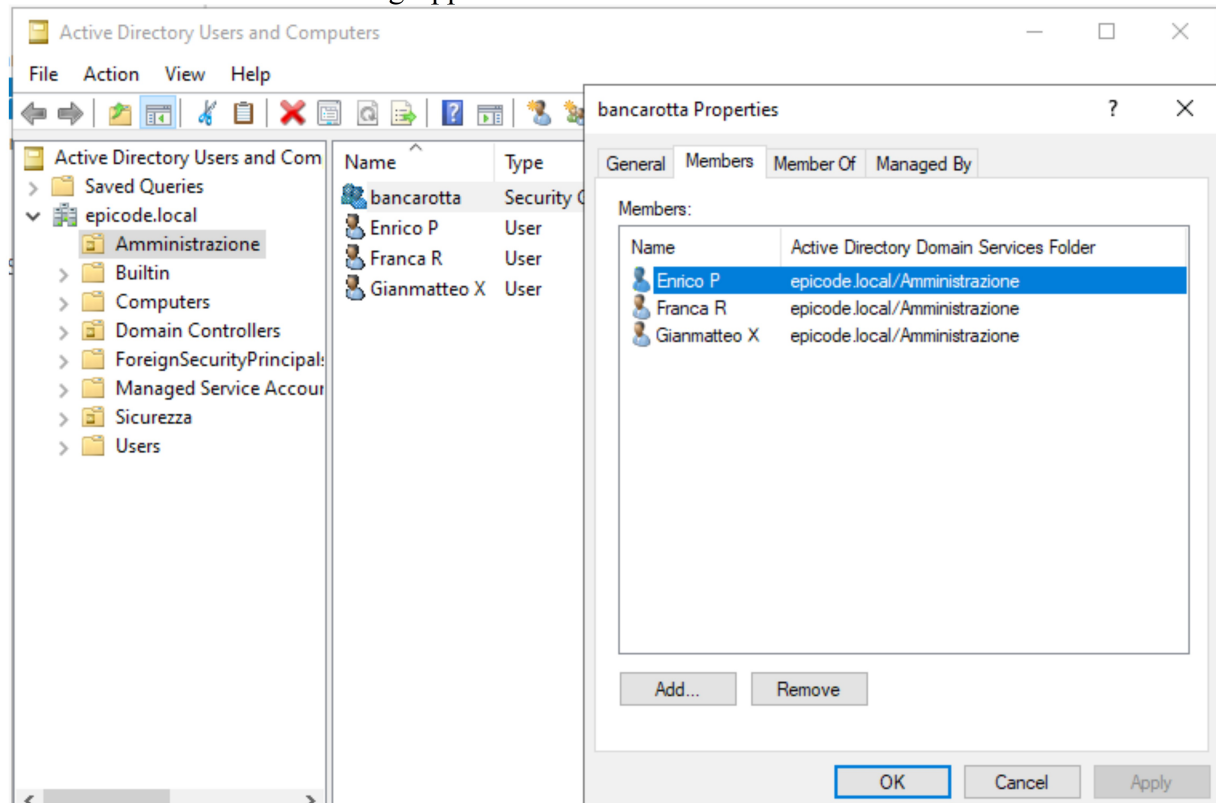 Active Directory Users and Computers
File Action View Help
Active Directory Users and Com
Saved Queries
epicode.local
Amministrazione
Builtin
Computers
Domain Controllers
ForeignSecurityPrincipals
Managed Service Accour
Sicurezza
Users
Name Type
bancarotta Security
Enrico P User
Franca R User
Gianmatteo X User
bancarotta Properties ?
General Members Member Of Managed By
Members:
Name Active Directory Domain Services Folder
Enrico P epicode.local/Amministrazione
Franca R epicode.local/Amministrazione
Gianmatteo X epicode.local/Amministrazione
Add... Remove
OK Cancel Apply